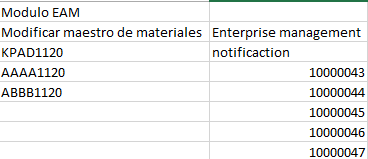 Modulo EAM
Modificar maestro de materiales Enterprise management
KPAD1120 notificaction
AAAA1120 10000043
ABBB1120 10000044
10000045
10000046
10000047